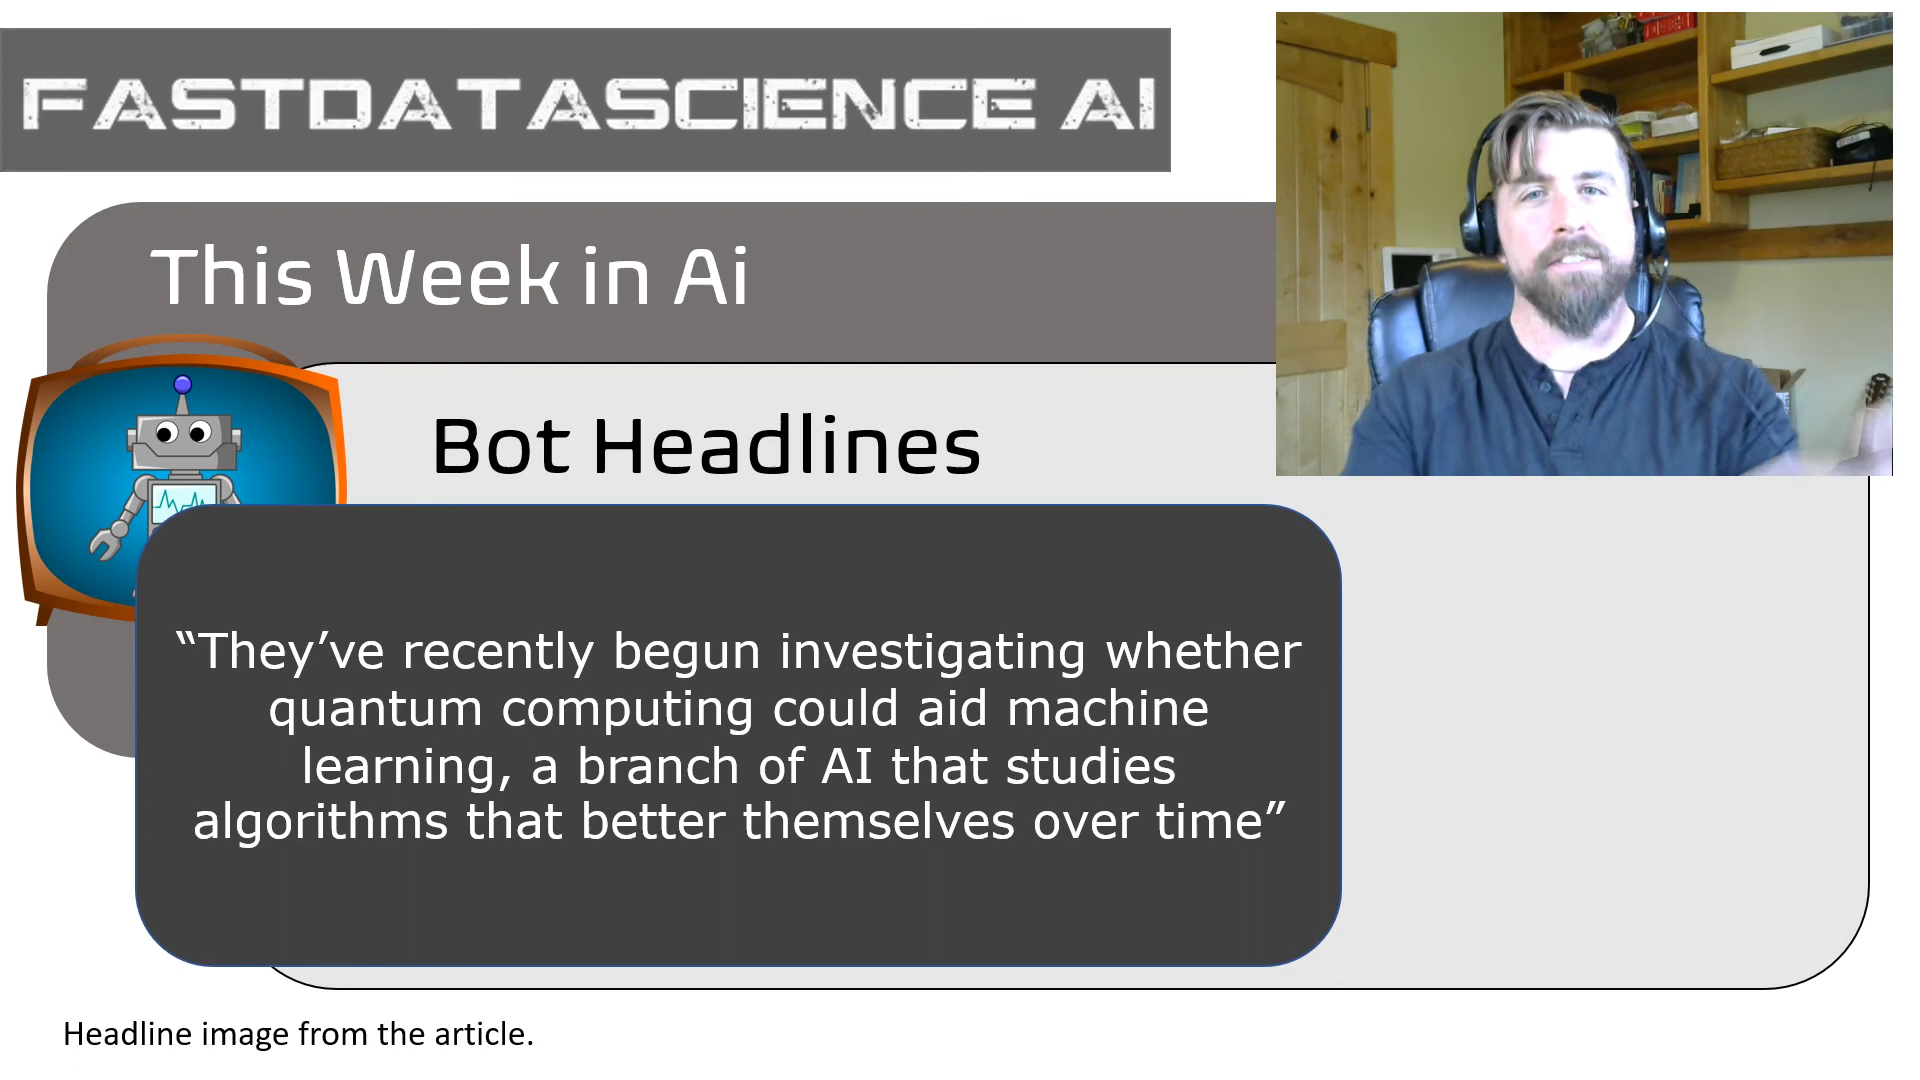 FASTDATASCIENCE AI
This Week in Ai
Bot Headlines
“They’ve recently begun investigating whether
quantum computing could aid machine
learning, a branch of AI that studies
algorithms that better themselves over time”
Headline image from the article.